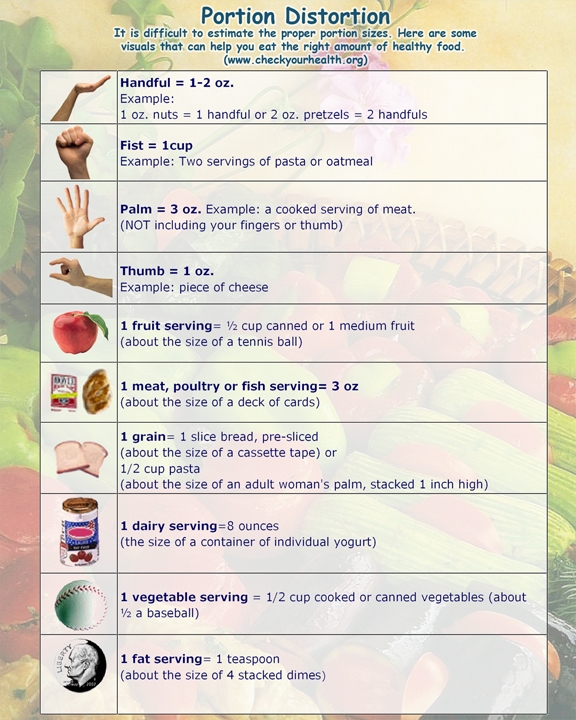 Portion Distortion
It is difficult to estimate the proper portion sizes. Here are some
visuals that can help you eat the right amount of healthy food.
(www.checkyourhealth.org)
Handful = 1-2 oz.
Example:
1 oz. nuts = 1 handful or 2 oz. pretzels = 2 handfuls
Fist = 1cup
Example: Two servings of pasta or oatmeal
Palm = 3 oz. Example: a cooked serving of meat.
(NOT including your fingers or thumb)
Thumb = 1 oz.
Example: piece of cheese
1 fruit serving= ½ cup canned or 1 medium fruit
(about the size of a tennis ball)
1 meat, poultry or fish serving= 3 oz
(about the size of a deck of cards)
1 grain= 1 slice bread, pre-sliced
(about the size of a cassette tape) or
1/2 cup pasta
(about the size of an adult woman's palm, stacked 1 inch high)
1 dairy serving=8 ounces
(the size of a container of individual yogurt)
1 vegetable serving = 1/2 cup cooked or canned vegetables (about
½ a baseball)
LIBERTY
1 fat serving= 1 teaspoon
(about the size of 4 stacked dimes)